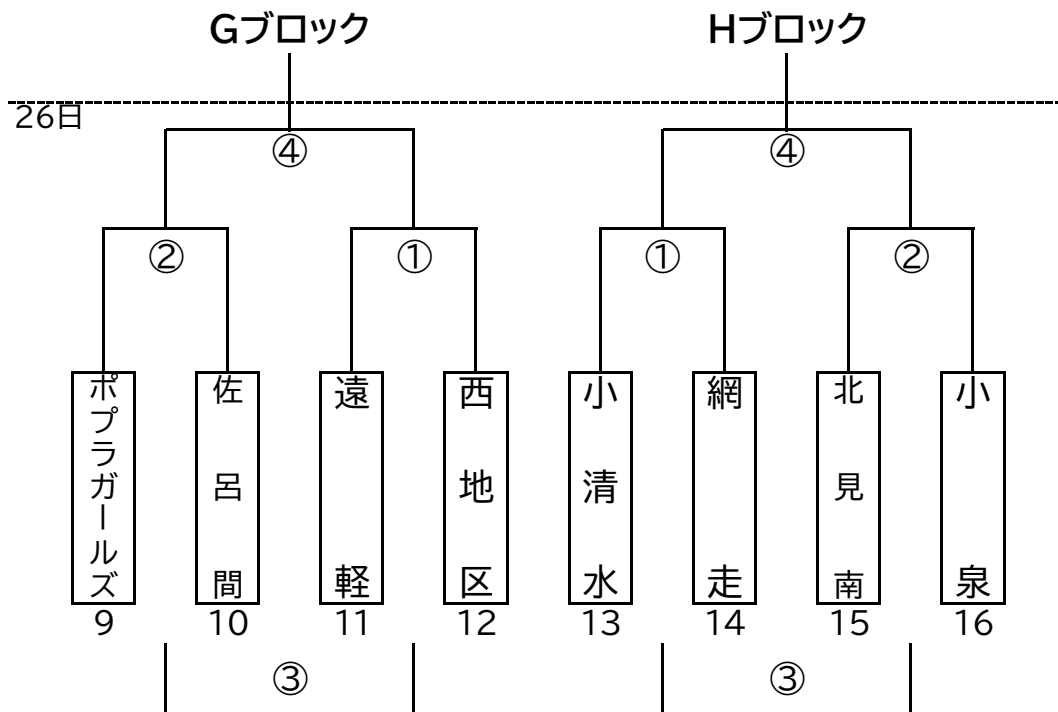 Gブロック Hブロック
26日
④ ④
② ① ① ②
ポプラガールズ
佐呂間
遠軽
西地区
小清水
網走
北見南
小泉
9 10 11 12 13 14 15 16
③ ③